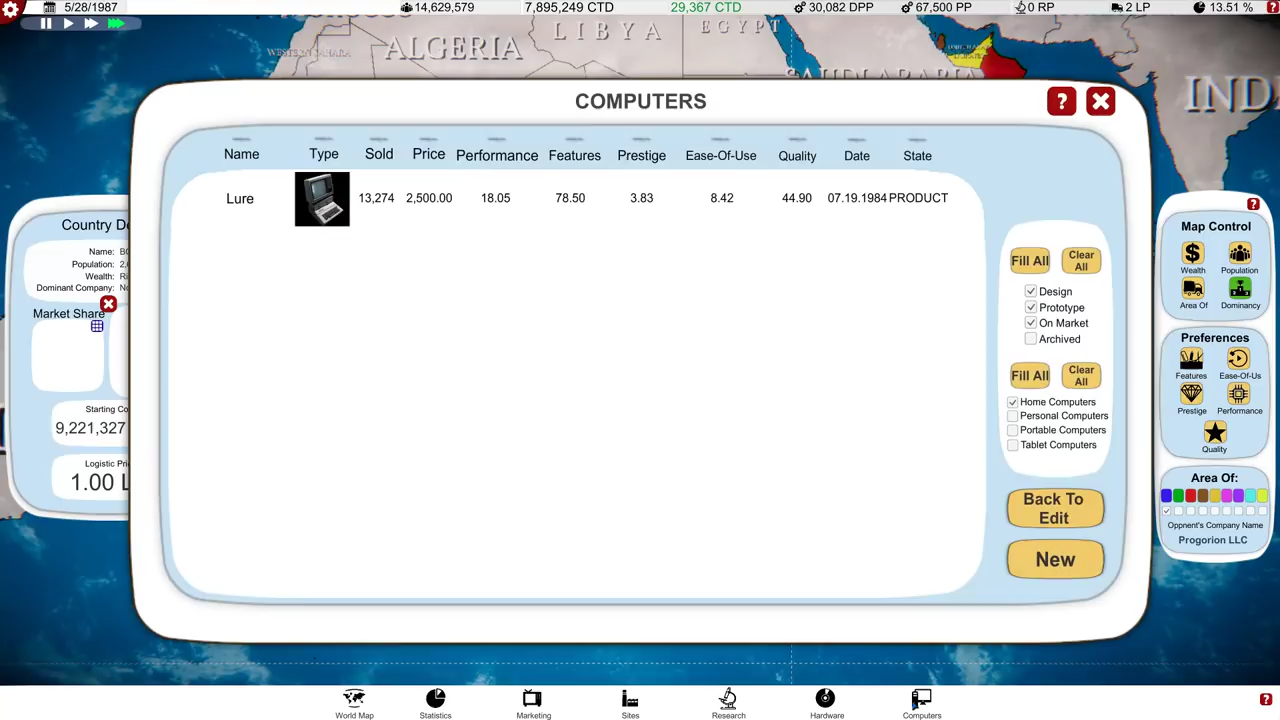 5/28/1987 14,629,579 7,895,249 CTD 29,367 CTD 30,082 DPP 67,500 PP 0 RP 2 LP 13.51 % ?
ALGERIA LIBYA EGYPT
SAUDI ARABIA
IND
COMPUTERS ?
Name Type Sold Price Performance Features Prestige Ease-Of-Use Quality Date State
Lure 13,274 2,500.00 18.05 78.50 3.83 8.42 44.90 07.19.1984 PRODUCT
Fill All Clear All
Design
Prototype
On Market
Archived
Fill All Clear All
Home Computers
Personal Computers
Portable Computers
Tablet Computers
Back To Edit
New
Country De
Name: BO
Population: 2,
Wealth: Ri
Dominant Company: No
Market Share
Starting Co
9,221,327
Logistic Pri
1.00 L
?
Map Control
Wealth Population
Area Of Dominancy
Preferences
Features Ease-Of-Us
Prestige Performance
Quality
Area Of:
Oppnent's Company Name
Progorion LLC
World Map Statistics Marketing Sites Research Hardware Computers ?